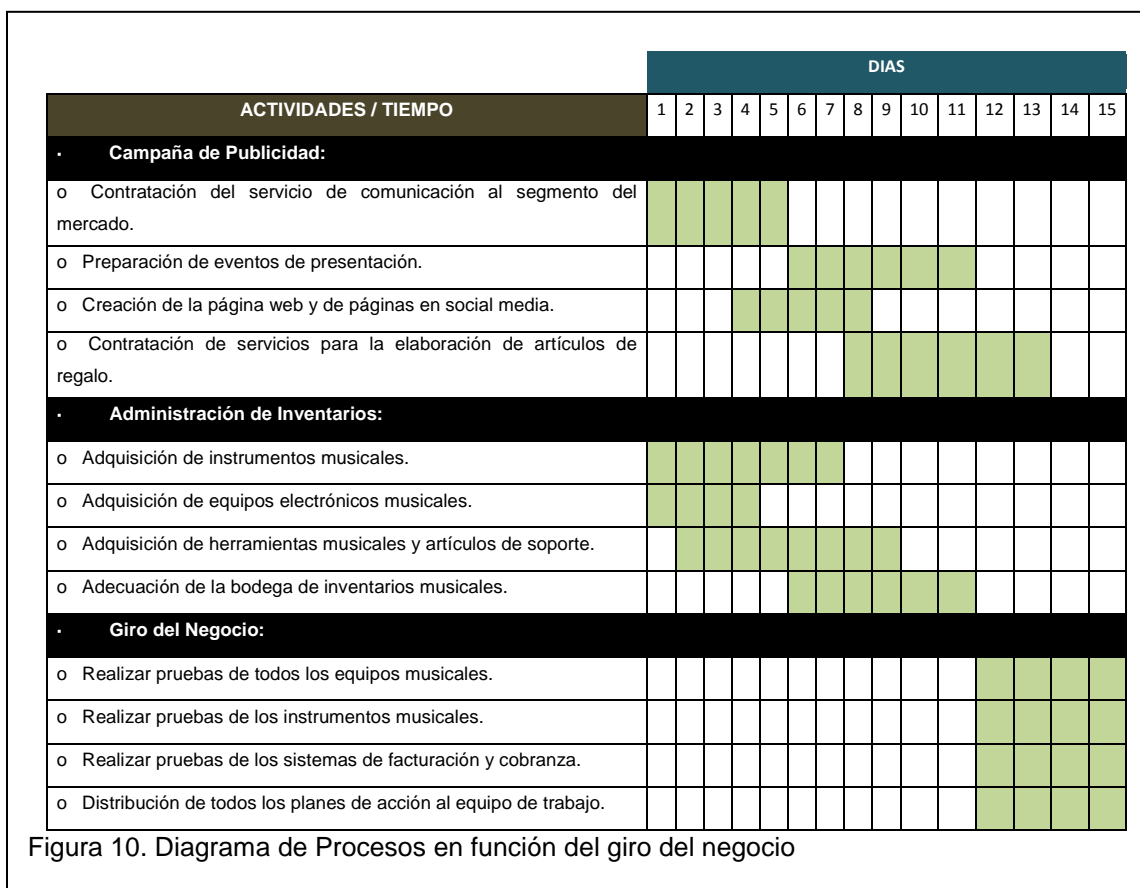 DIAS
ACTIVIDADES / TIEMPO 1 2 3 4 5 6 7 8 9 10 11 12 13 14 15
· Campaña de Publicidad:
o Contratación del servicio de comunicación al segmento del
mercado.
o Preparación de eventos de presentación.
o Creación de la página web y de páginas en social media.
o Contratación de servicios para la elaboración de artículos de
regalo.
· Administración de Inventarios:
o Adquisición de instrumentos musicales.
o Adquisición de equipos electrónicos musicales.
o Adquisición de herramientas musicales y artículos de soporte.
o Adecuación de la bodega de inventarios musicales.
· Giro del Negocio:
o Realizar pruebas de todos los equipos musicales.
o Realizar pruebas de los instrumentos musicales.
o Realizar pruebas de los sistemas de facturación y cobranza.
o Distribución de todos los planes de acción al equipo de trabajo.
Figura 10. Diagrama de Procesos en función del giro del negocio